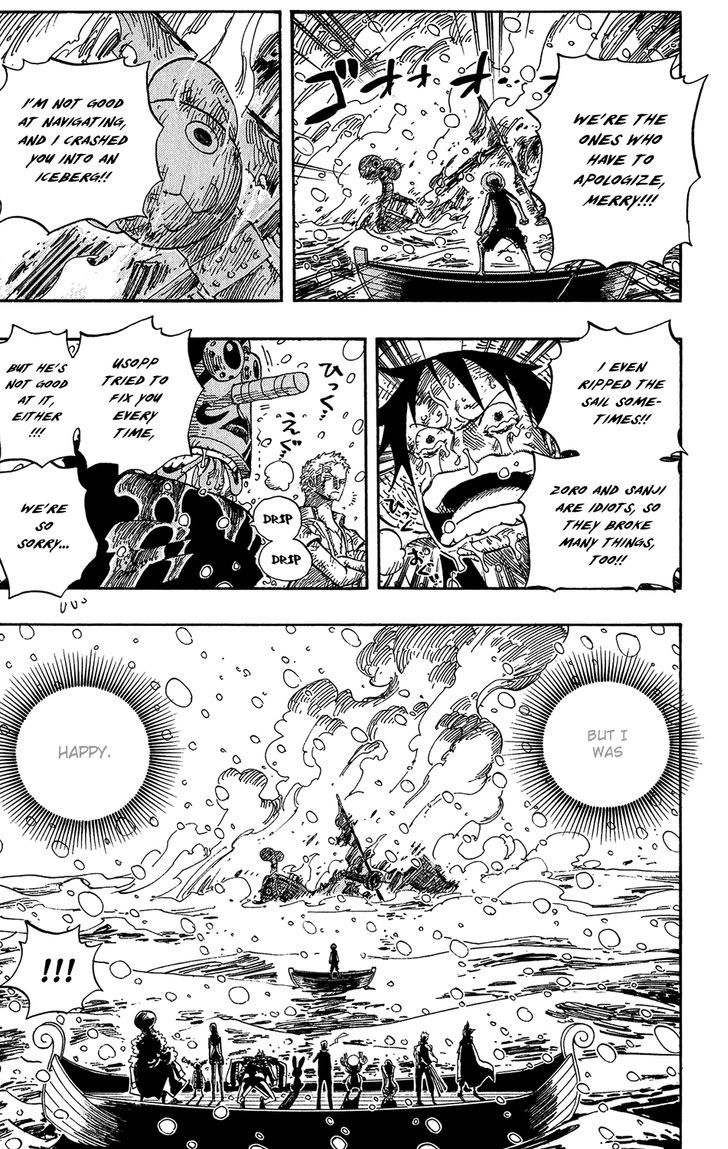 WE'RE THE
ONES WHO
HAVE TO
APOLOGIZE,
MERRY!!!
ゴオオオオ
I'M NOT GOOD
AT NAVIGATING,
AND I CRASHED
YOU INTO AN
ICEBERG!!
I EVEN
RIPPED THE
SAIL SOME-
TIMES!!
ZORO AND SANJI
ARE IDIOTS, SO
THEY BROKE
MANY THINGS,
TOO!!
ひっく…
えぐ…
USOPP
TRIED TO
FIX YOU
EVERY
TIME,
BUT HE'S
NOT GOOD
AT IT,
EITHER
!!!
DRIP
DRIP
WE'RE
SO
SORRY...
BUT I
WAS
HAPPY.
!!!